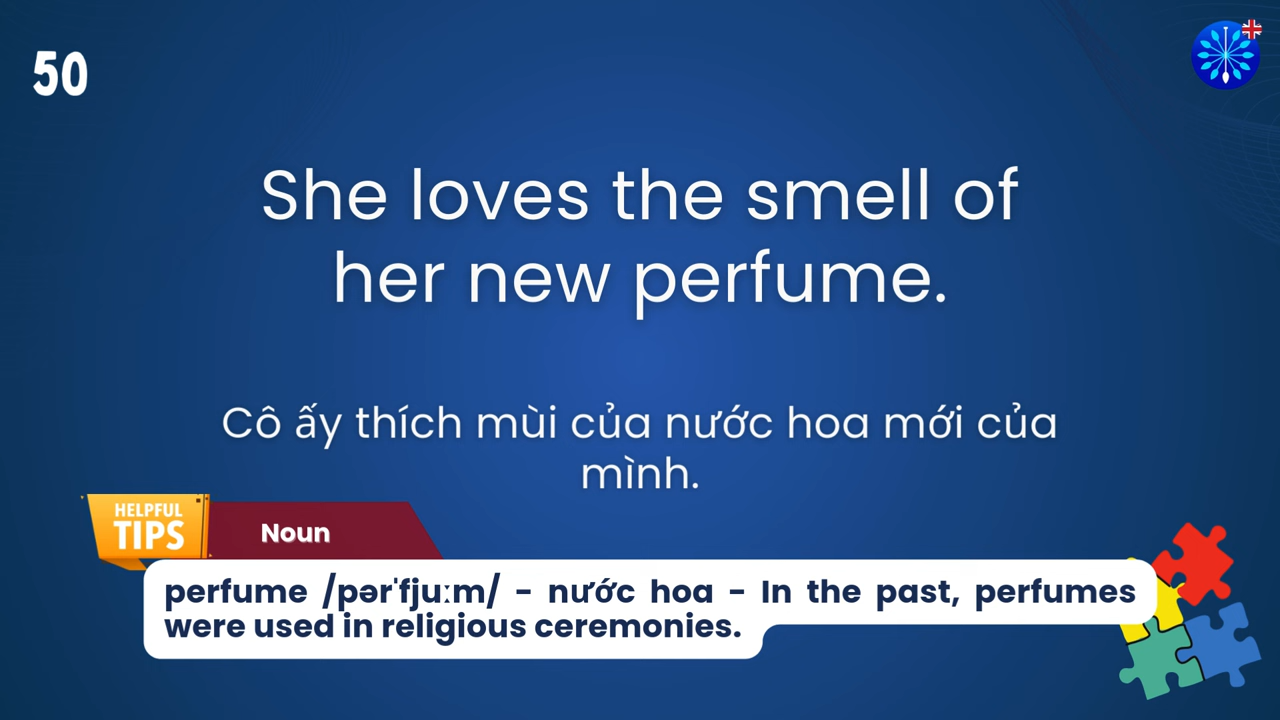 50
She loves the smell of
her new perfume.
Cô ấy thích mùi của nước hoa mới của
mình.
HELPFUL
TIPS
Noun
perfume /pərˈfjuːm/ - nước hoa - In the past, perfumes
were used in religious ceremonies.